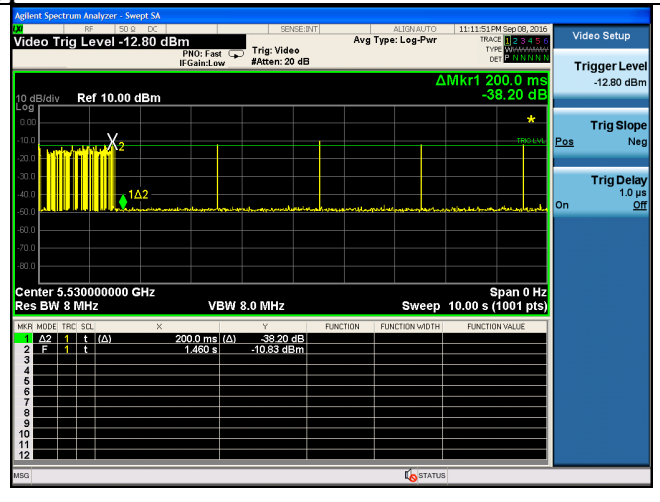 Agilent Spectrum Analyzer - Swept SA
RF 50 Ω DC SENSE:INT ALIGN AUTO 11:11:51 PM Sep 08, 2016
Video Trig Level -12.80 dBm
PNO: Fast
IFGain:Low
Trig: Video
#Atten: 20 dB
Avg Type: Log-Pwr
TRACE 1 2 3 4 5 6
TYPE
DET P N N N N N
ΔMkr1 200.0 ms
-38.20 dB
10 dB/div Ref 10.00 dBm
Log
0.00
-10.0
-20.0
-30.0
-40.0
-50.0
-60.0
-70.0
-80.0
X2
1Δ2
TRIG LVL
Center 5.530000000 GHz Span 0 Hz
Res BW 8 MHz VBW 8.0 MHz Sweep 10.00 s (1001 pts)
MKR MODE TRC SCL X Y FUNCTION FUNCTION WIDTH FUNCTION VALUE
1 Δ2 1 t (Δ) 200.0 ms (Δ) -38.20 dB
2 F 1 t 1.460 s -10.83 dBm
3
4
5
6
7
8
9
10
11
12
MSG STATUS
Video Setup
Trigger Level
-12.80 dBm
Trig Slope
Pos Neg
Trig Delay
1.0 µs
On Off